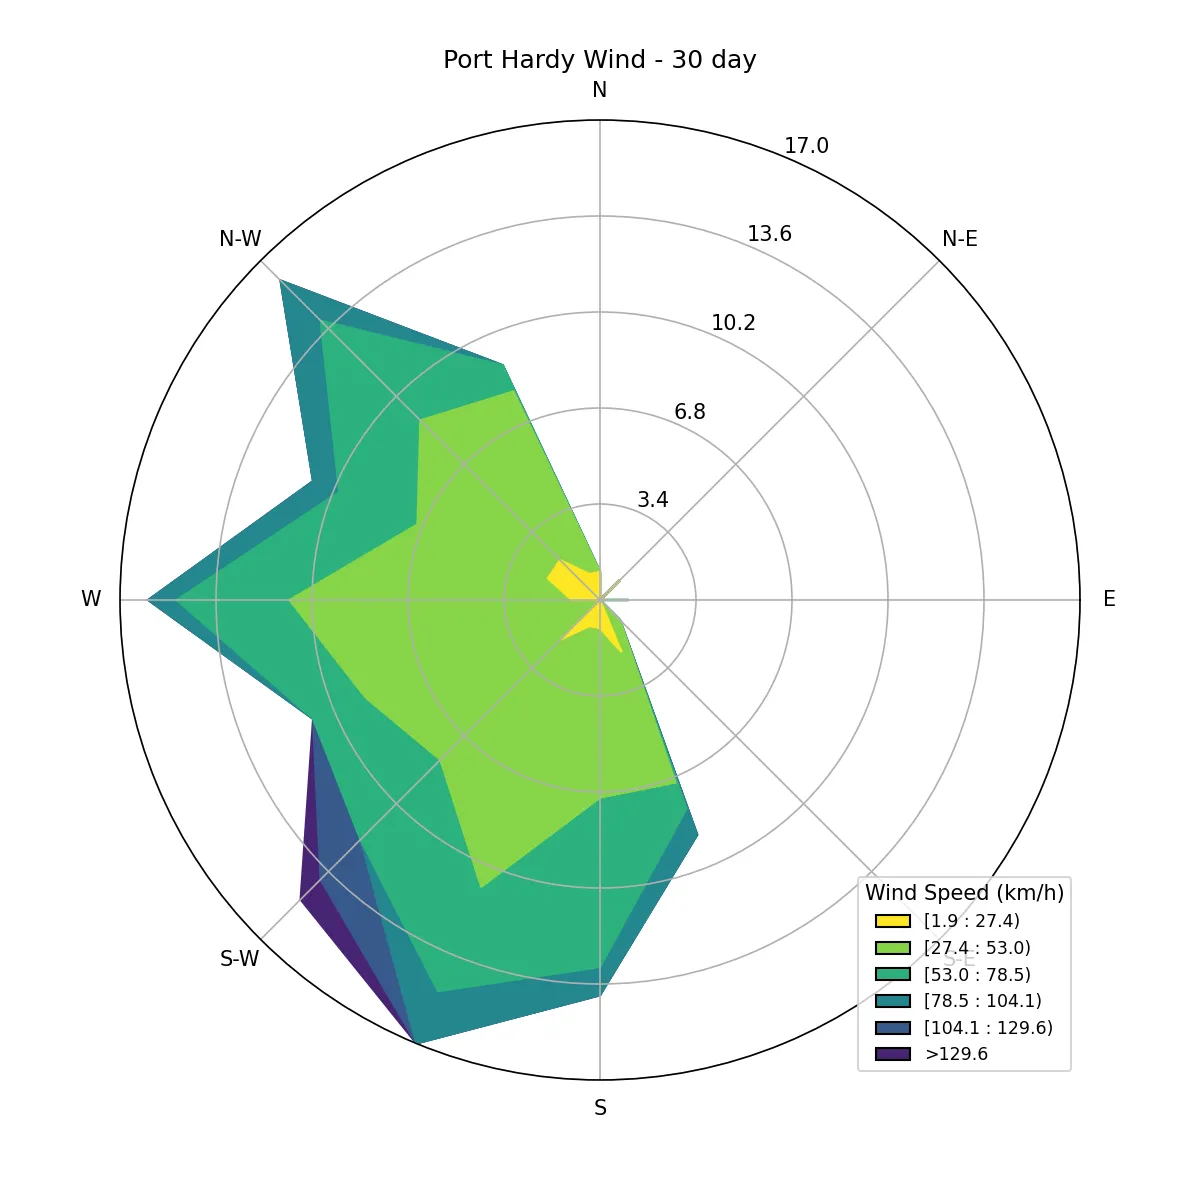 Port Hardy Wind - 30 day
N
17.0
13.6
N-W
N-E
10.2
6.8
3.4
W
E
Wind Speed (km/h)
[1.9 : 27.4)
[27.4 : 53.0)
S-W
S-E
[53.0 : 78.5)
[78.5 : 104.1)
[104.1 : 129.6)
>129.6
S